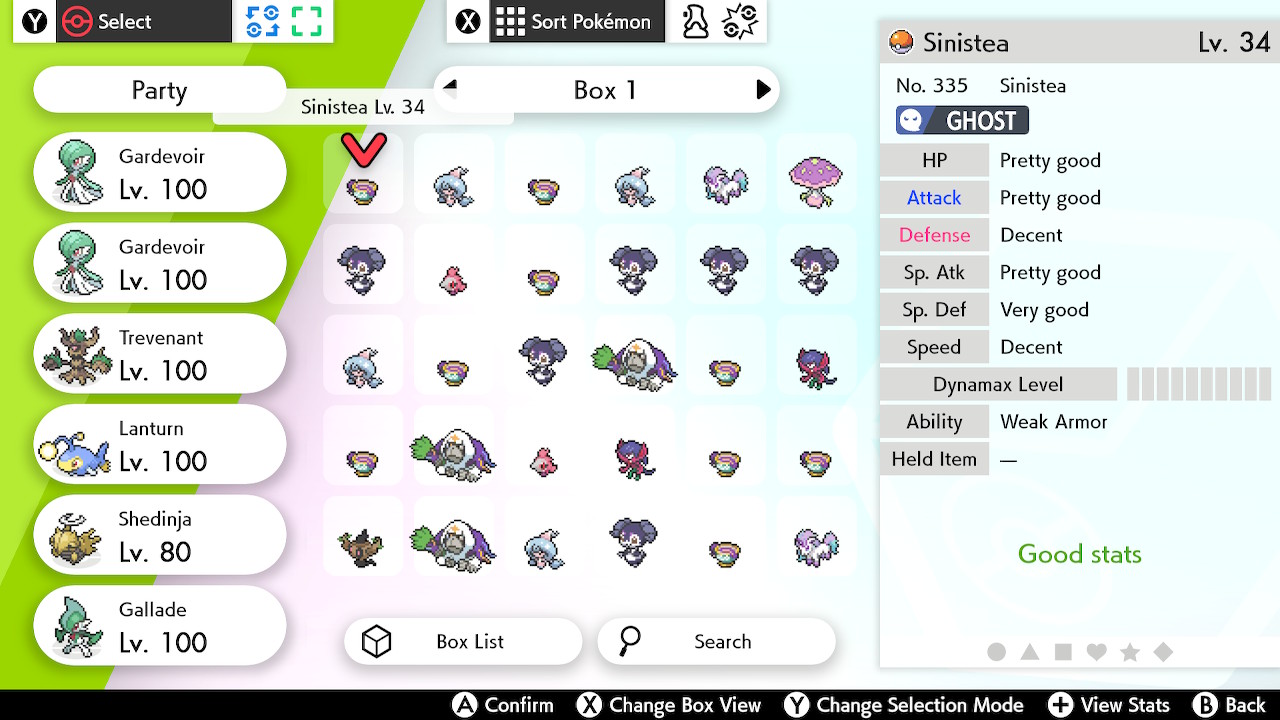 Y Select
X Sort Pokémon
Sinistea Lv. 34
Party
Box 1
Sinistea Lv. 34
No. 335 Sinistea
GHOST
Gardevoir
Lv. 100
Gardevoir
Lv. 100
Trevenant
Lv. 100
Lanturn
Lv. 100
Shedinja
Lv. 80
Gallade
Lv. 100
HP Pretty good
Attack Pretty good
Defense Decent
Sp. Atk Pretty good
Sp. Def Very good
Speed Decent
Dynamax Level
Ability Weak Armor
Held Item —
Good stats
Box List
Search
A Confirm X Change Box View Y Change Selection Mode + View Stats B Back